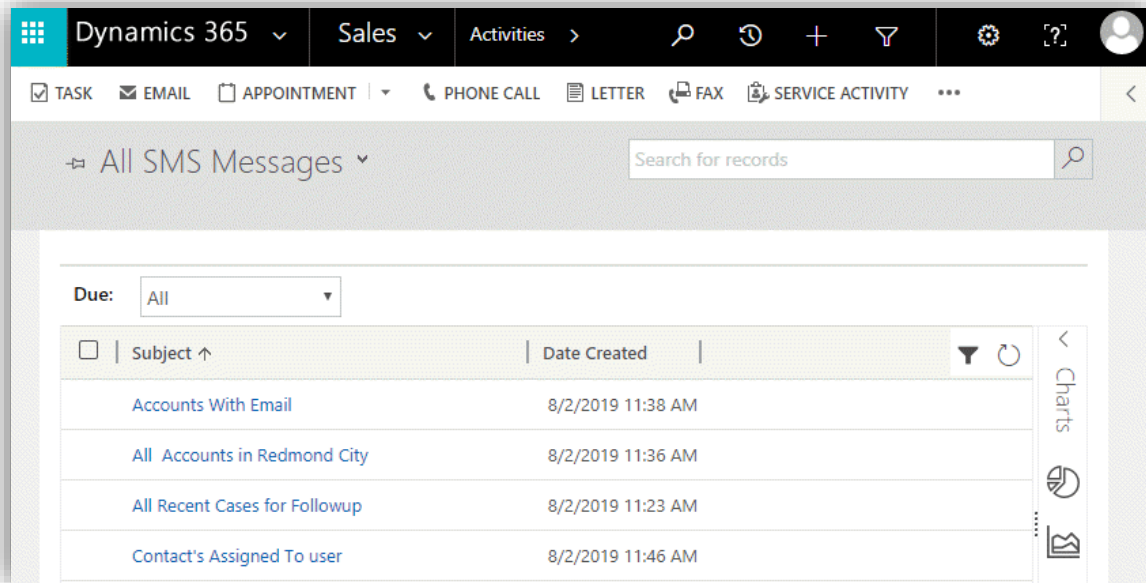 Dynamics 365 Sales Activities
TASK EMAIL APPOINTMENT PHONE CALL LETTER FAX SERVICE ACTIVITY
All SMS Messages
Search for records
Due: All
Subject Date Created
Accounts With Email 8/2/2019 11:38 AM
All Accounts in Redmond City 8/2/2019 11:36 AM
All Recent Cases for Followup 8/2/2019 11:23 AM
Contact's Assigned To user 8/2/2019 11:46 AM
Charts